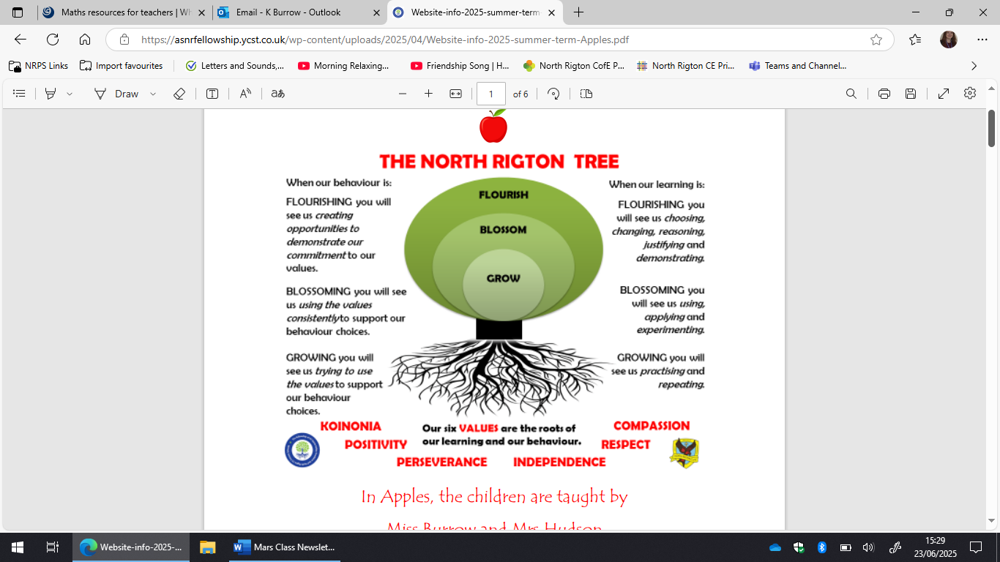 Maths resources for teachers | Wh
Email - K Burrow - Outlook
Website-info-2025-summer-term-
https://asnrfellowship.ycst.co.uk/wp-content/uploads/2025/04/Website-info-2025-summer-term-Apples.pdf
NRPS Links
Import favourites
Letters and Sounds,...
Morning Relaxing...
Friendship Song | H...
North Rigton CofE P...
North Rigton CE Pri...
Teams and Channel...
Draw
1 of 6
THE NORTH RIGTON TREE
When our behaviour is:
FLOURISHING you will
see us creating
opportunities to
demonstrate our
commitment to our
values.
BLOSSOMING you will see
us using the values
consistently to support our
behaviour choices.
GROWING you will
see us trying to use
the values to support
our behaviour
choices.
FLOURISH
BLOSSOM
GROW
When our learning is:
FLOURISHING you
will see us choosing,
changing, reasoning,
justifying and
demonstrating.
BLOSSOMING you
will see us using,
applying and
experimenting.
GROWING you will
see us practising and
repeating.
KOINONIA
POSITIVITY
PERSEVERANCE
Our six VALUES are the roots of
our learning and our behaviour.
INDEPENDENCE
COMPASSION
RESPECT
In Apples, the children are taught by
Miss Burrow and Mrs Hudson
Website-info-2025-...
Mars Class Newslet...
15:29
23/06/2025